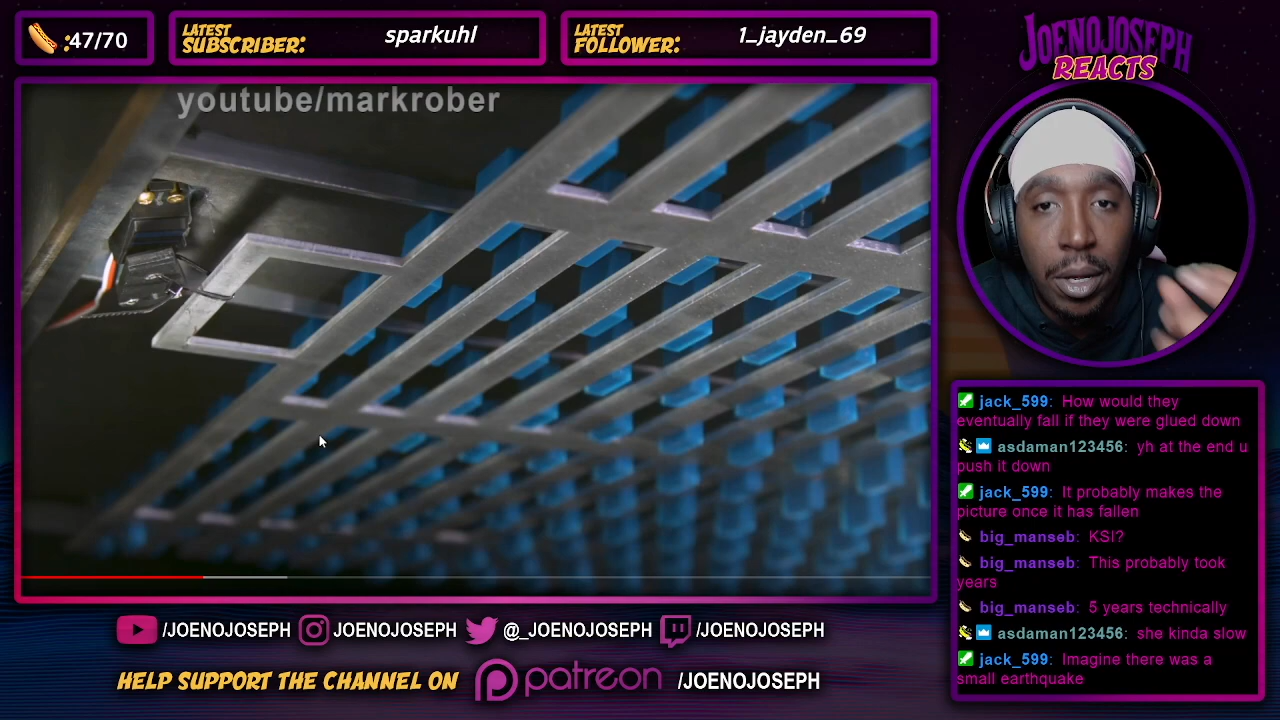 :47/70
LATEST
SUBSCRIBER:
sparkuhl
LATEST
FOLLOWER:
1_jayden_69
JOENOJOSEPH
REACTS
youtube/markrober
jack_599: How would they
eventually fall if they were glued down
asdaman123456: yh at the end u
push it down
jack_599: It probably makes the
picture once it has fallen
big_manseb: KSI?
big_manseb: This probably took
years
big_manseb: 5 years technically
asdaman123456: she kinda slow
jack_599: Imagine there was a
small earthquake
/JOENOJOSEPH
JOENOJOSEPH
@_JOENOJOSEPH
/JOENOJOSEPH
HELP SUPPORT THE CHANNEL ON
patreon
/JOENOJOSEPH